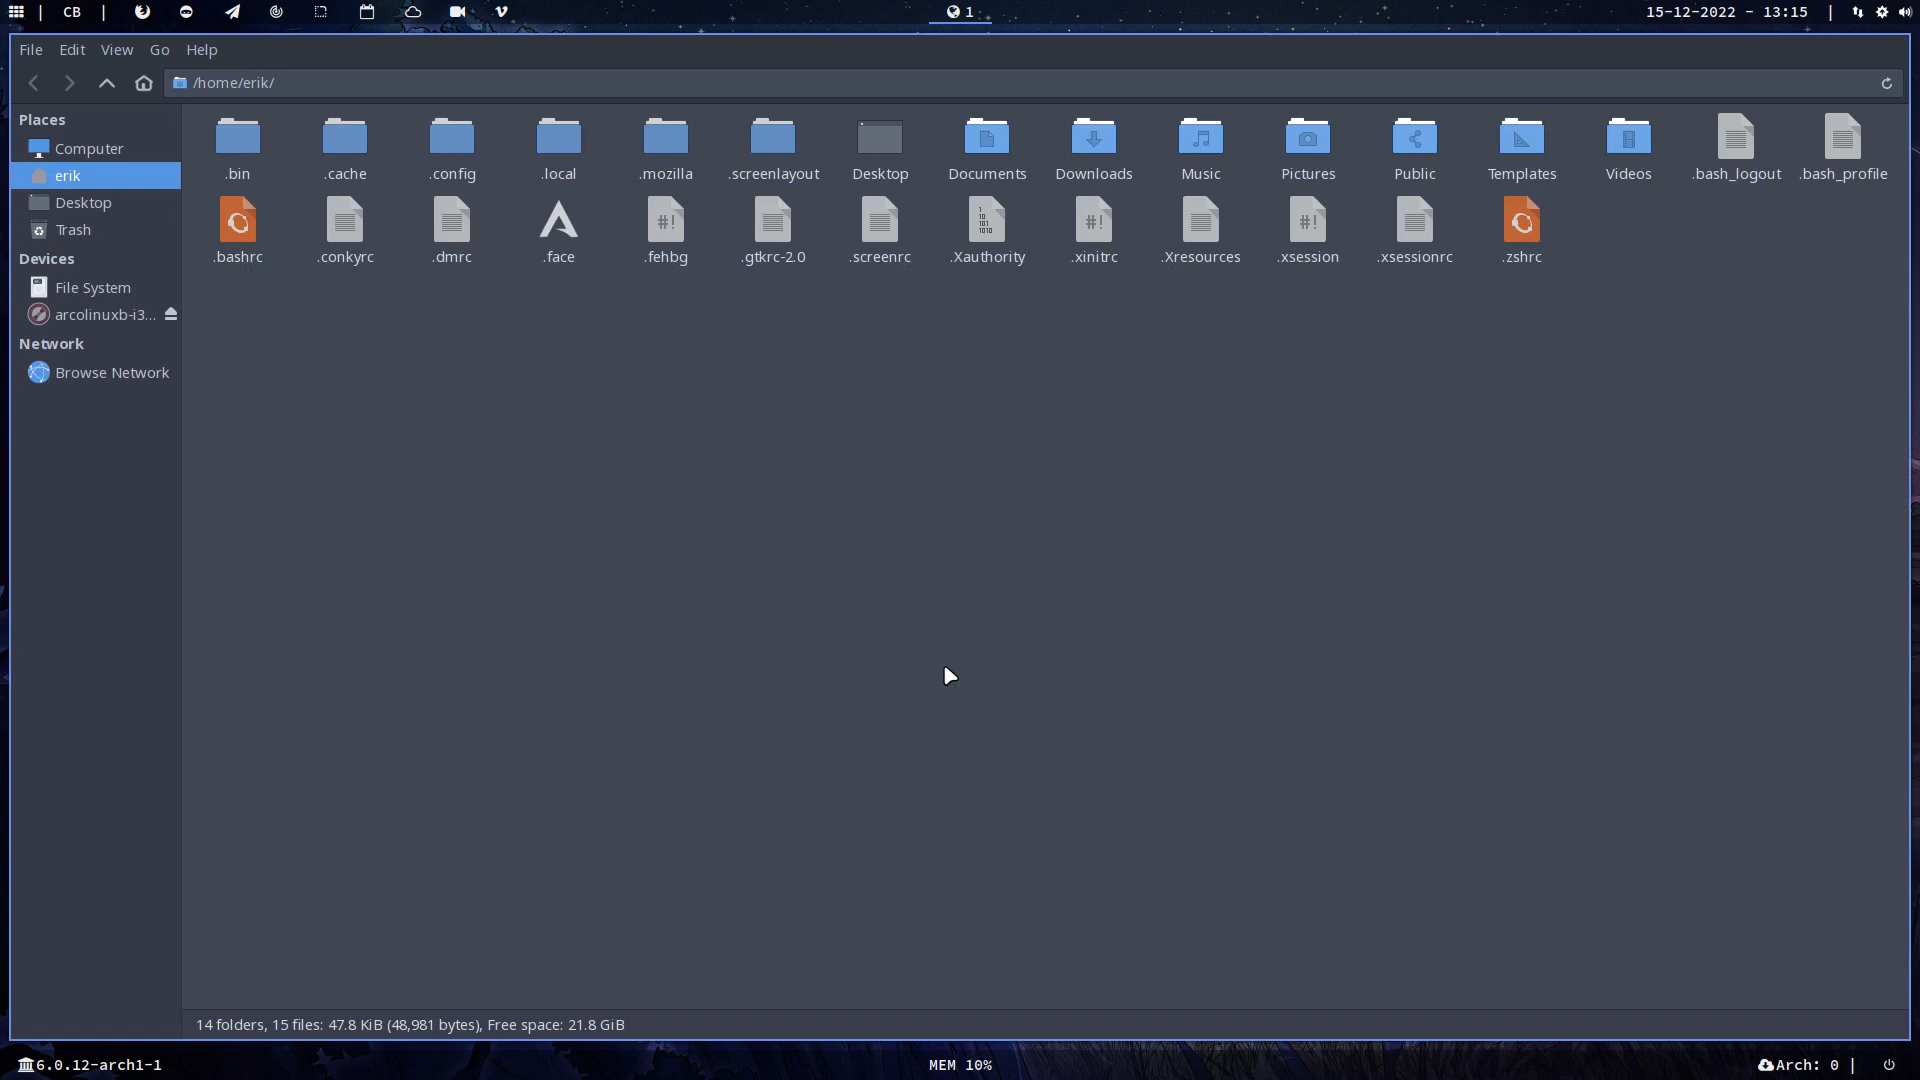 CB 1 15-12-2022 - 13:15
File Edit View Go Help
/home/erik/
Places
Computer
erik
Desktop
Trash
Devices
File System
arcolinuxb-i3...
Network
Browse Network
.bin .cache .config .local .mozilla .screenlayout Desktop Documents Downloads Music Pictures Public Templates Videos .bash_logout .bash_profile
.bashrc .conkyrc .dmrc .face .fehbg .gtkrc-2.0 .screenrc .Xauthority .xinitrc .Xresources .xsession .xsessionrc .zshrc
14 folders, 15 files: 47.8 KiB (48,981 bytes), Free space: 21.8 GiB
6.0.12-arch1-1 MEM 10% Arch: 0